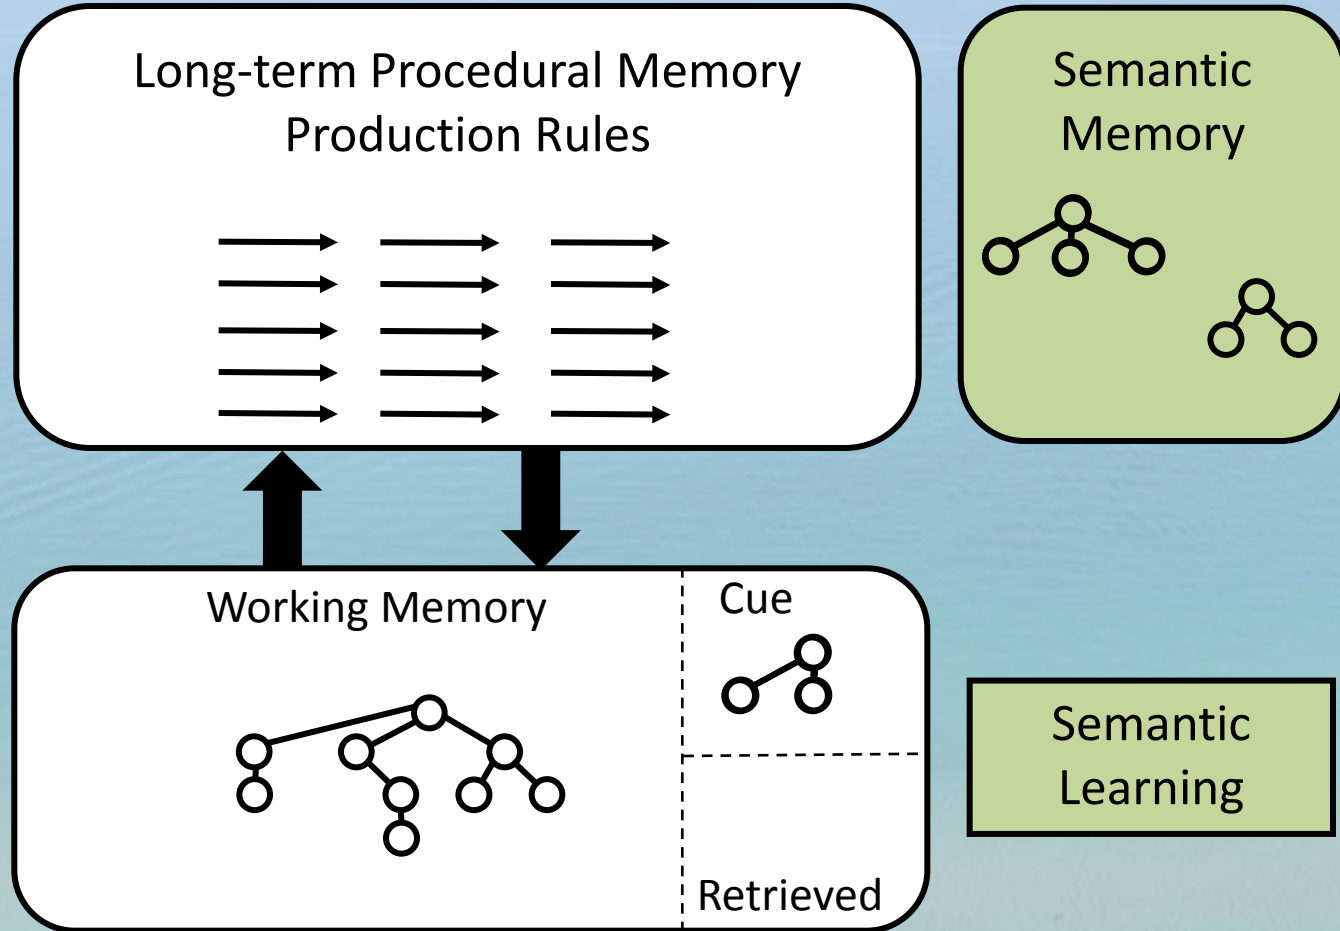 Long-term Procedural Memory
Production Rules
Semantic
Memory
Working Memory
Cue
Retrieved
Semantic
Learning